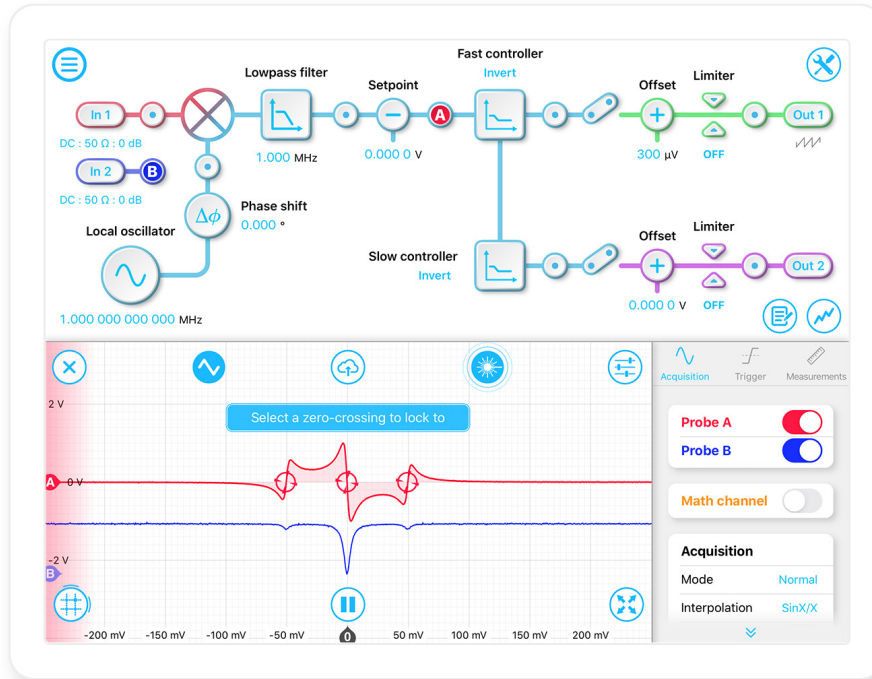 Fast controller
Invert
Lowpass filter
Setpoint
Offset
Limiter
In 1
A
Out 1
DC : 50 Ω : 0 dB
1.000 MHz
0.000 0 V
300 µV
OFF
In 2
B
DC : 50 Ω : 0 dB
Δϕ
Phase shift
0.000 °
Local oscillator
Slow controller
Invert
Offset
Limiter
Out 2
0.000 0 V
OFF
1.000 000 000 000 MHz
Acquisition
Trigger
Measurements
2 V
Select a zero-crossing to lock to
Probe A
Probe B
A
0 V
Math channel
-2 V
B
Acquisition
Mode
Normal
Interpolation
SinX/X
-200 mV
-150 mV
-100 mV
-50 mV
0
50 mV
100 mV
150 mV
200 mV